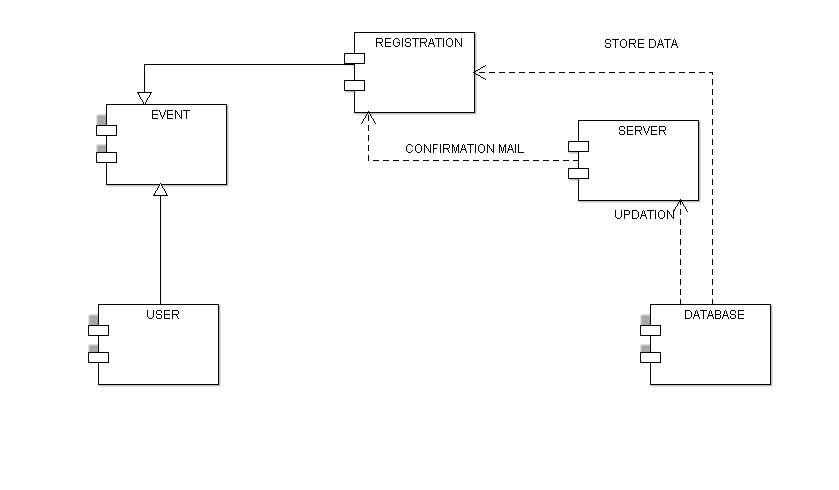 REGISTRATION
STORE DATA
EVENT
SERVER
CONFIRMATION MAIL
UPDATION
USER
DATABASE